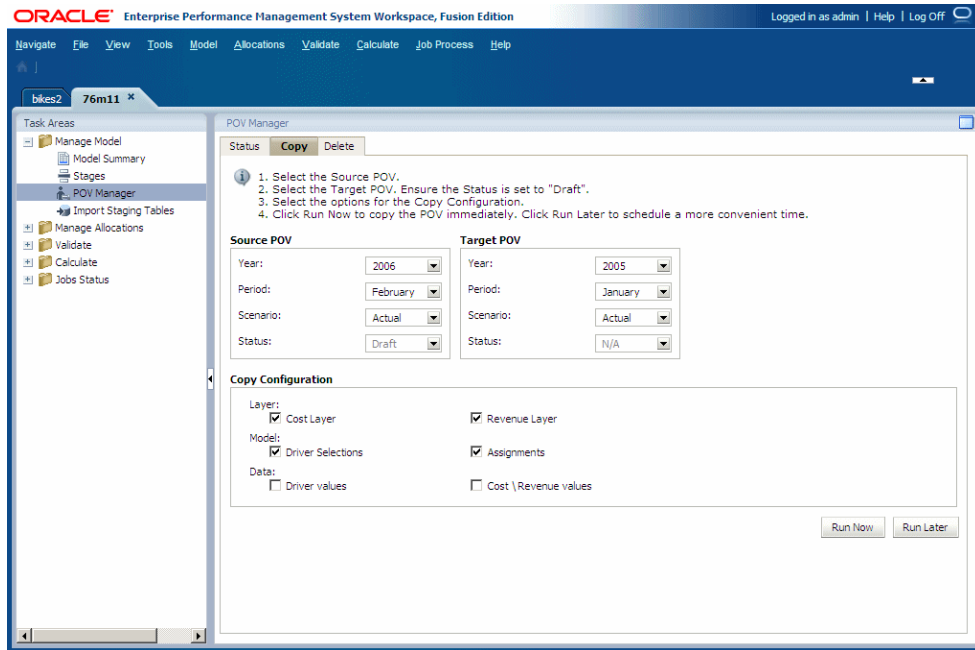 ORACLE Enterprise Performance Management System Workspace, Fusion Edition Logged in as admin | Help | Log Off
Navigate File View Tools Model Allocations Validate Calculate Job Process Help
bikes2 76m11 ×
Task Areas
Manage Model
Model Summary
Stages
POV Manager
Import Staging Tables
Manage Allocations
Validate
Calculate
Jobs Status
POV Manager
Status Copy Delete
1. Select the Source POV.
2. Select the Target POV. Ensure the Status is set to "Draft".
3. Select the options for the Copy Configuration.
4. Click Run Now to copy the POV immediately. Click Run Later to schedule a more convenient time.
Source POV
Year: 2006
Period: February
Scenario: Actual
Status: Draft
Target POV
Year: 2005
Period: January
Scenario: Actual
Status: N/A
Copy Configuration
Layer:
Cost Layer Revenue Layer
Model:
Driver Selections Assignments
Data:
Driver values Cost \ Revenue values
Run Now Run Later